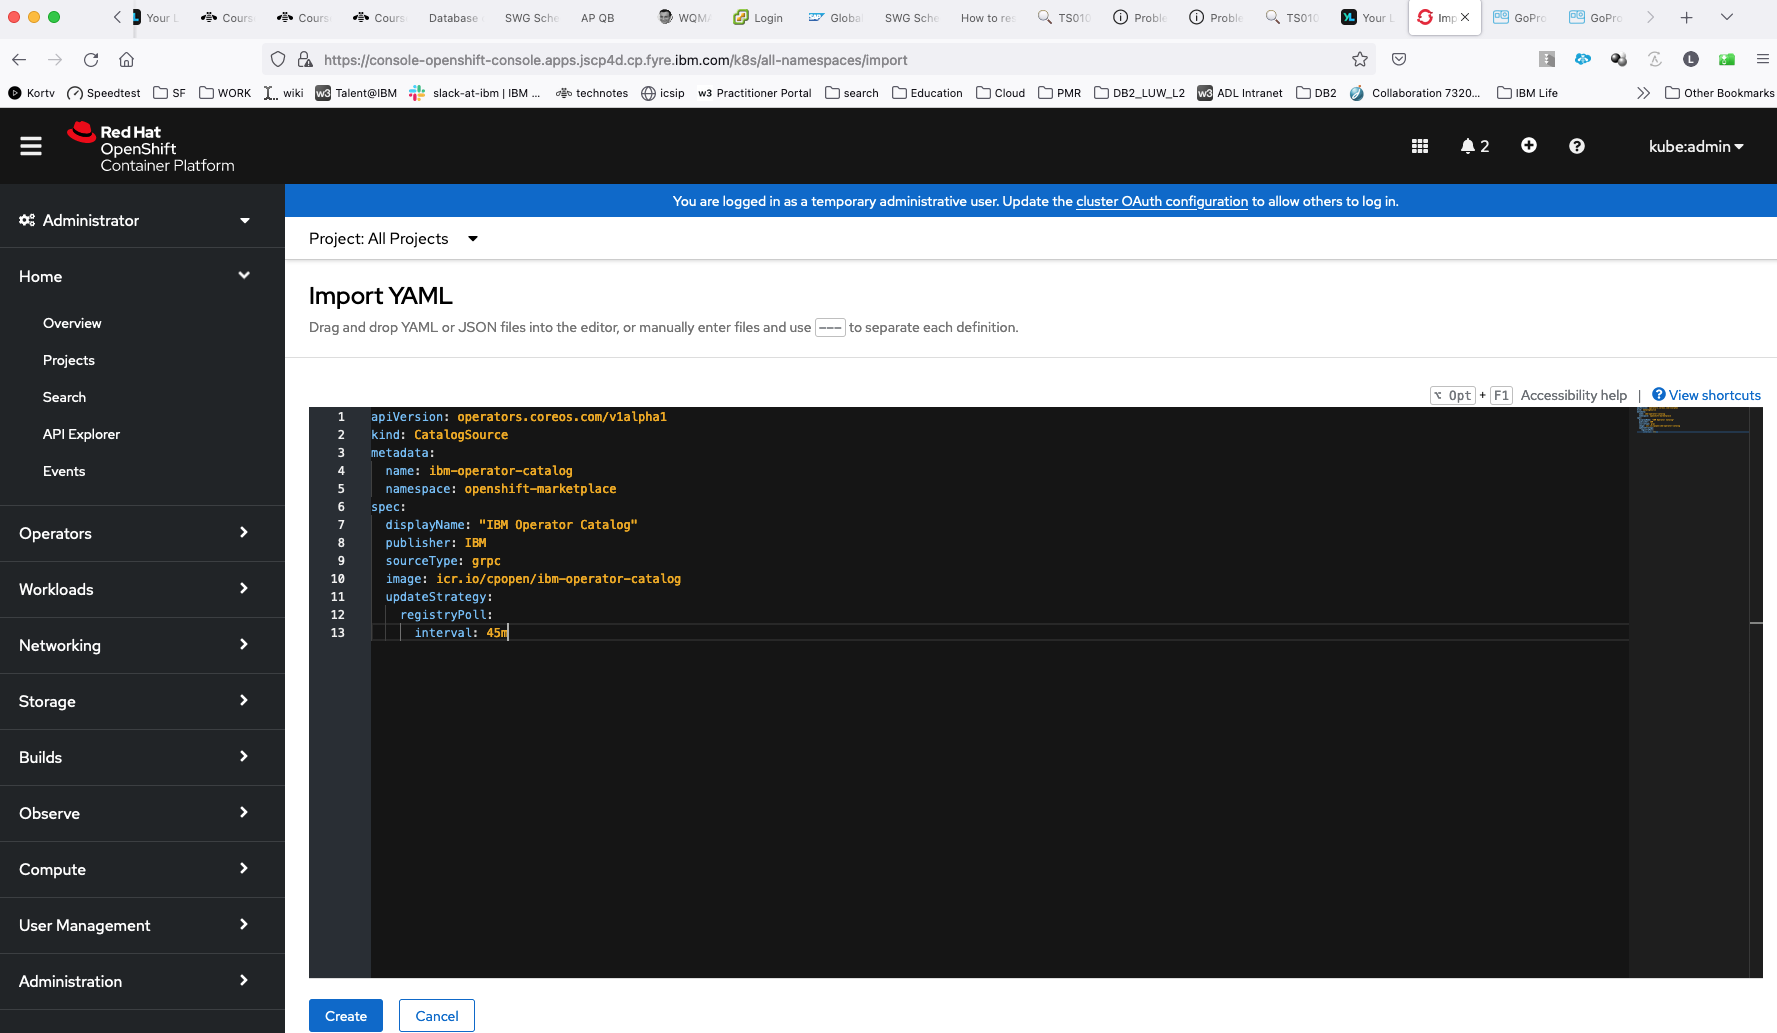 Your L Course Course Course Database SWG Sche AP QB WQMA Login Global SWG Sche How to res TS010 Proble Proble TS010 Your L Imp GoPro GoPro
https://console-openshift-console.apps.jscp4d.cp.fyre.ibm.com/k8s/all-namespaces/import
Kortv Speedtest SF WORK wiki w3 Talent@IBM slack-at-ibm | IBM ... technotes icsip w3 Practitioner Portal search Education Cloud PMR DB2_LUW_L2 w3 ADL Intranet DB2 Collaboration 7320... IBM Life Other Bookmarks
Red Hat
OpenShift
Container Platform
2
kube:admin
You are logged in as a temporary administrative user. Update the cluster OAuth configuration to allow others to log in.
Administrator
Home
Overview
Projects
Search
API Explorer
Events
Operators
Workloads
Networking
Storage
Builds
Observe
Compute
User Management
Administration
Project: All Projects
Import YAML
Drag and drop YAML or JSON files into the editor, or manually enter files and use --- to separate each definition.
⌥ Opt + F1 Accessibility help | View shortcuts
1 apiVersion: operators.coreos.com/v1alpha1
2 kind: CatalogSource
3 metadata:
4 name: ibm-operator-catalog
5 namespace: openshift-marketplace
6 spec:
7 displayName: "IBM Operator Catalog"
8 publisher: IBM
9 sourceType: grpc
10 image: icr.io/cpopen/ibm-operator-catalog
11 updateStrategy:
12 registryPoll:
13 interval: 45m
Create Cancel